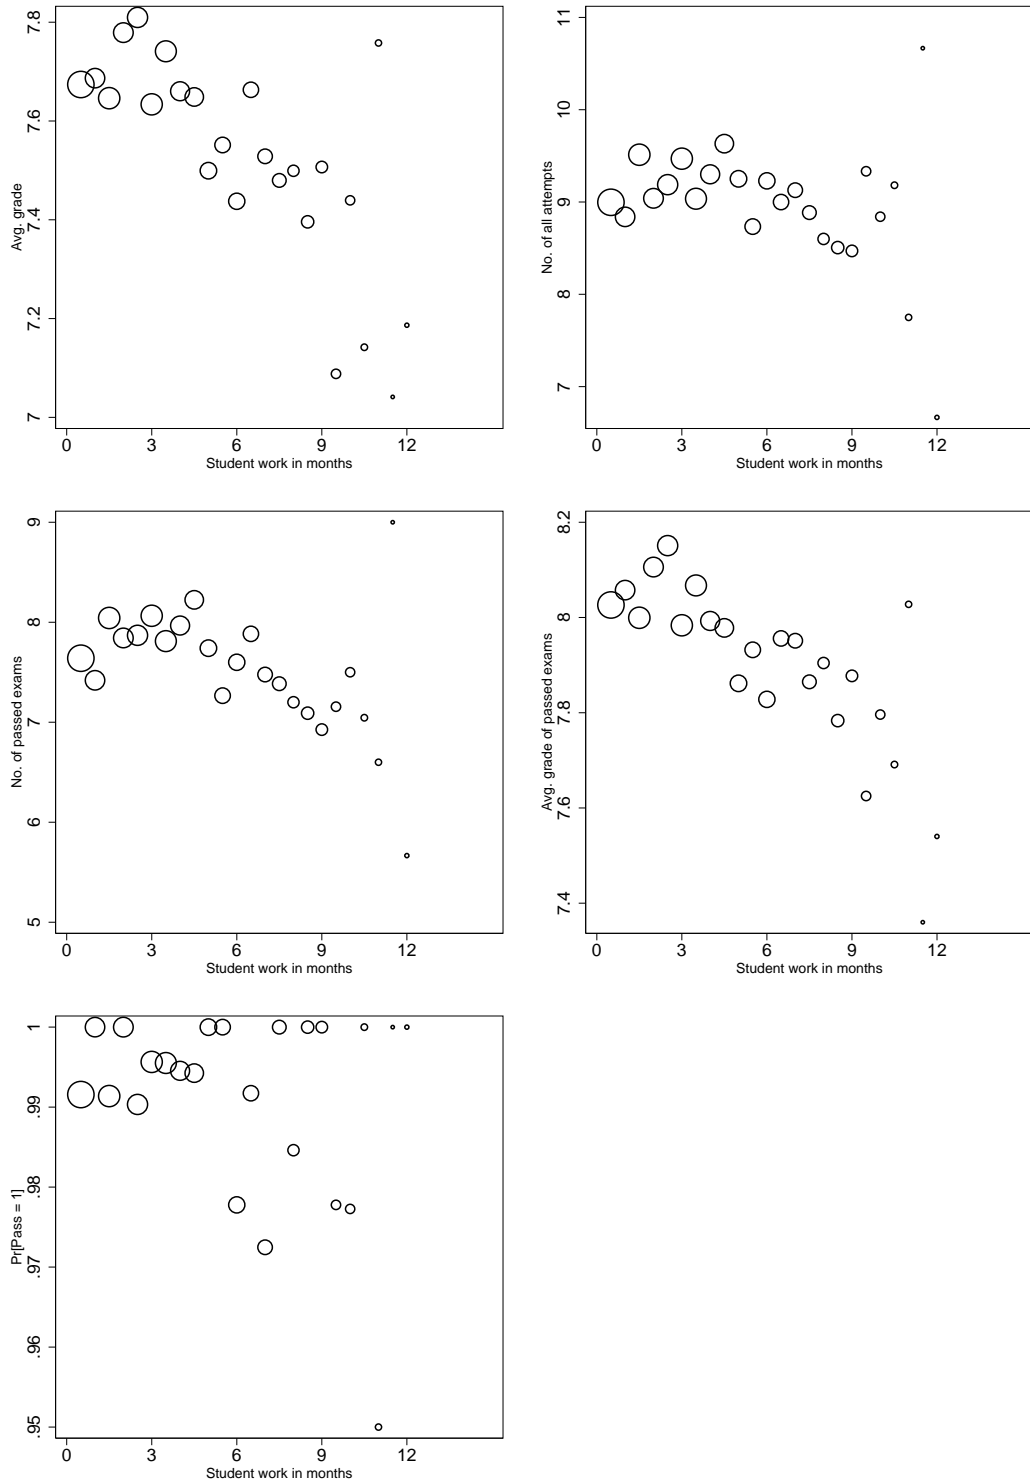 Avg. grade
7.8
7.6
7.4
7.2
7
0 3 6 9 12
Student work in months
No. of all attempts
11
10
9
8
7
0 3 6 9 12
Student work in months
No. of passed exams
9
8
7
6
5
0 3 6 9 12
Student work in months
Avg. grade of passed exams
8.2
8
7.8
7.6
7.4
0 3 6 9 12
Student work in months
Pr[Pass = 1]
1
.99
.98
.97
.96
.95
0 3 6 9 12
Student work in months